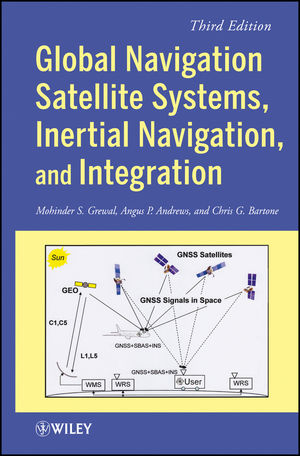 Third Edition
Global Navigation
Satellite Systems,
Inertial Navigation,
and Integration
Mohinder S. Grewal, Angus P. Andrews, and Chris G. Bartone
Sun
GNSS Satellites
GEO
GNSS Signals in Space
C1,C5
GNSS+SBAS+INS
L1,L5
GNSS+SBAS+INS
WMS
WRS
User
WRS
WILEY